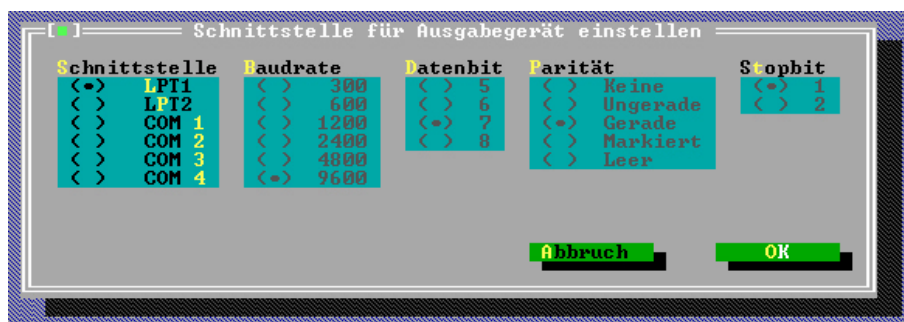 [■] Schnittstelle für Ausgabegerät einstellen
Schnittstelle Baudrate Datenbit Parität Stopbit
(•) LPT1 ( ) 300 ( ) 5 ( ) Keine (•) 1
( ) LPT2 ( ) 600 ( ) 6 ( ) Ungerade ( ) 2
( ) COM 1 ( ) 1200 (•) 7 (•) Gerade
( ) COM 2 ( ) 2400 ( ) 8 ( ) Markiert
( ) COM 3 ( ) 4800 ( ) Leer
( ) COM 4 (•) 9600
Abbruch OK